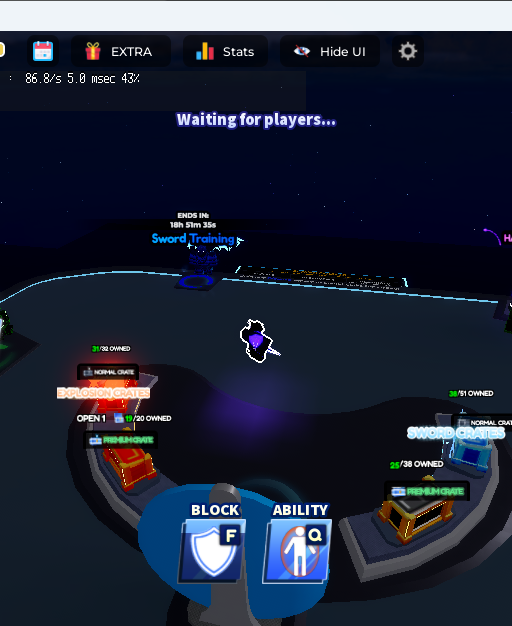 EXTRA
Stats
Hide UI
: 86.8/s 5.0 msec 43%
Waiting for players...
ENDS IN:
18h 51m 35s
Sword Training
31/32 OWNED
NORMAL CRATE
EXPLOSION CRATES
OPEN 1
19/20 OWNED
PREMIUM CRATE
38/51 OWNED
NORMAL CRAT
SWORD CRATES
25/38 OWNED
PREMIUM CRATE
BLOCK
F
ABILITY
Q